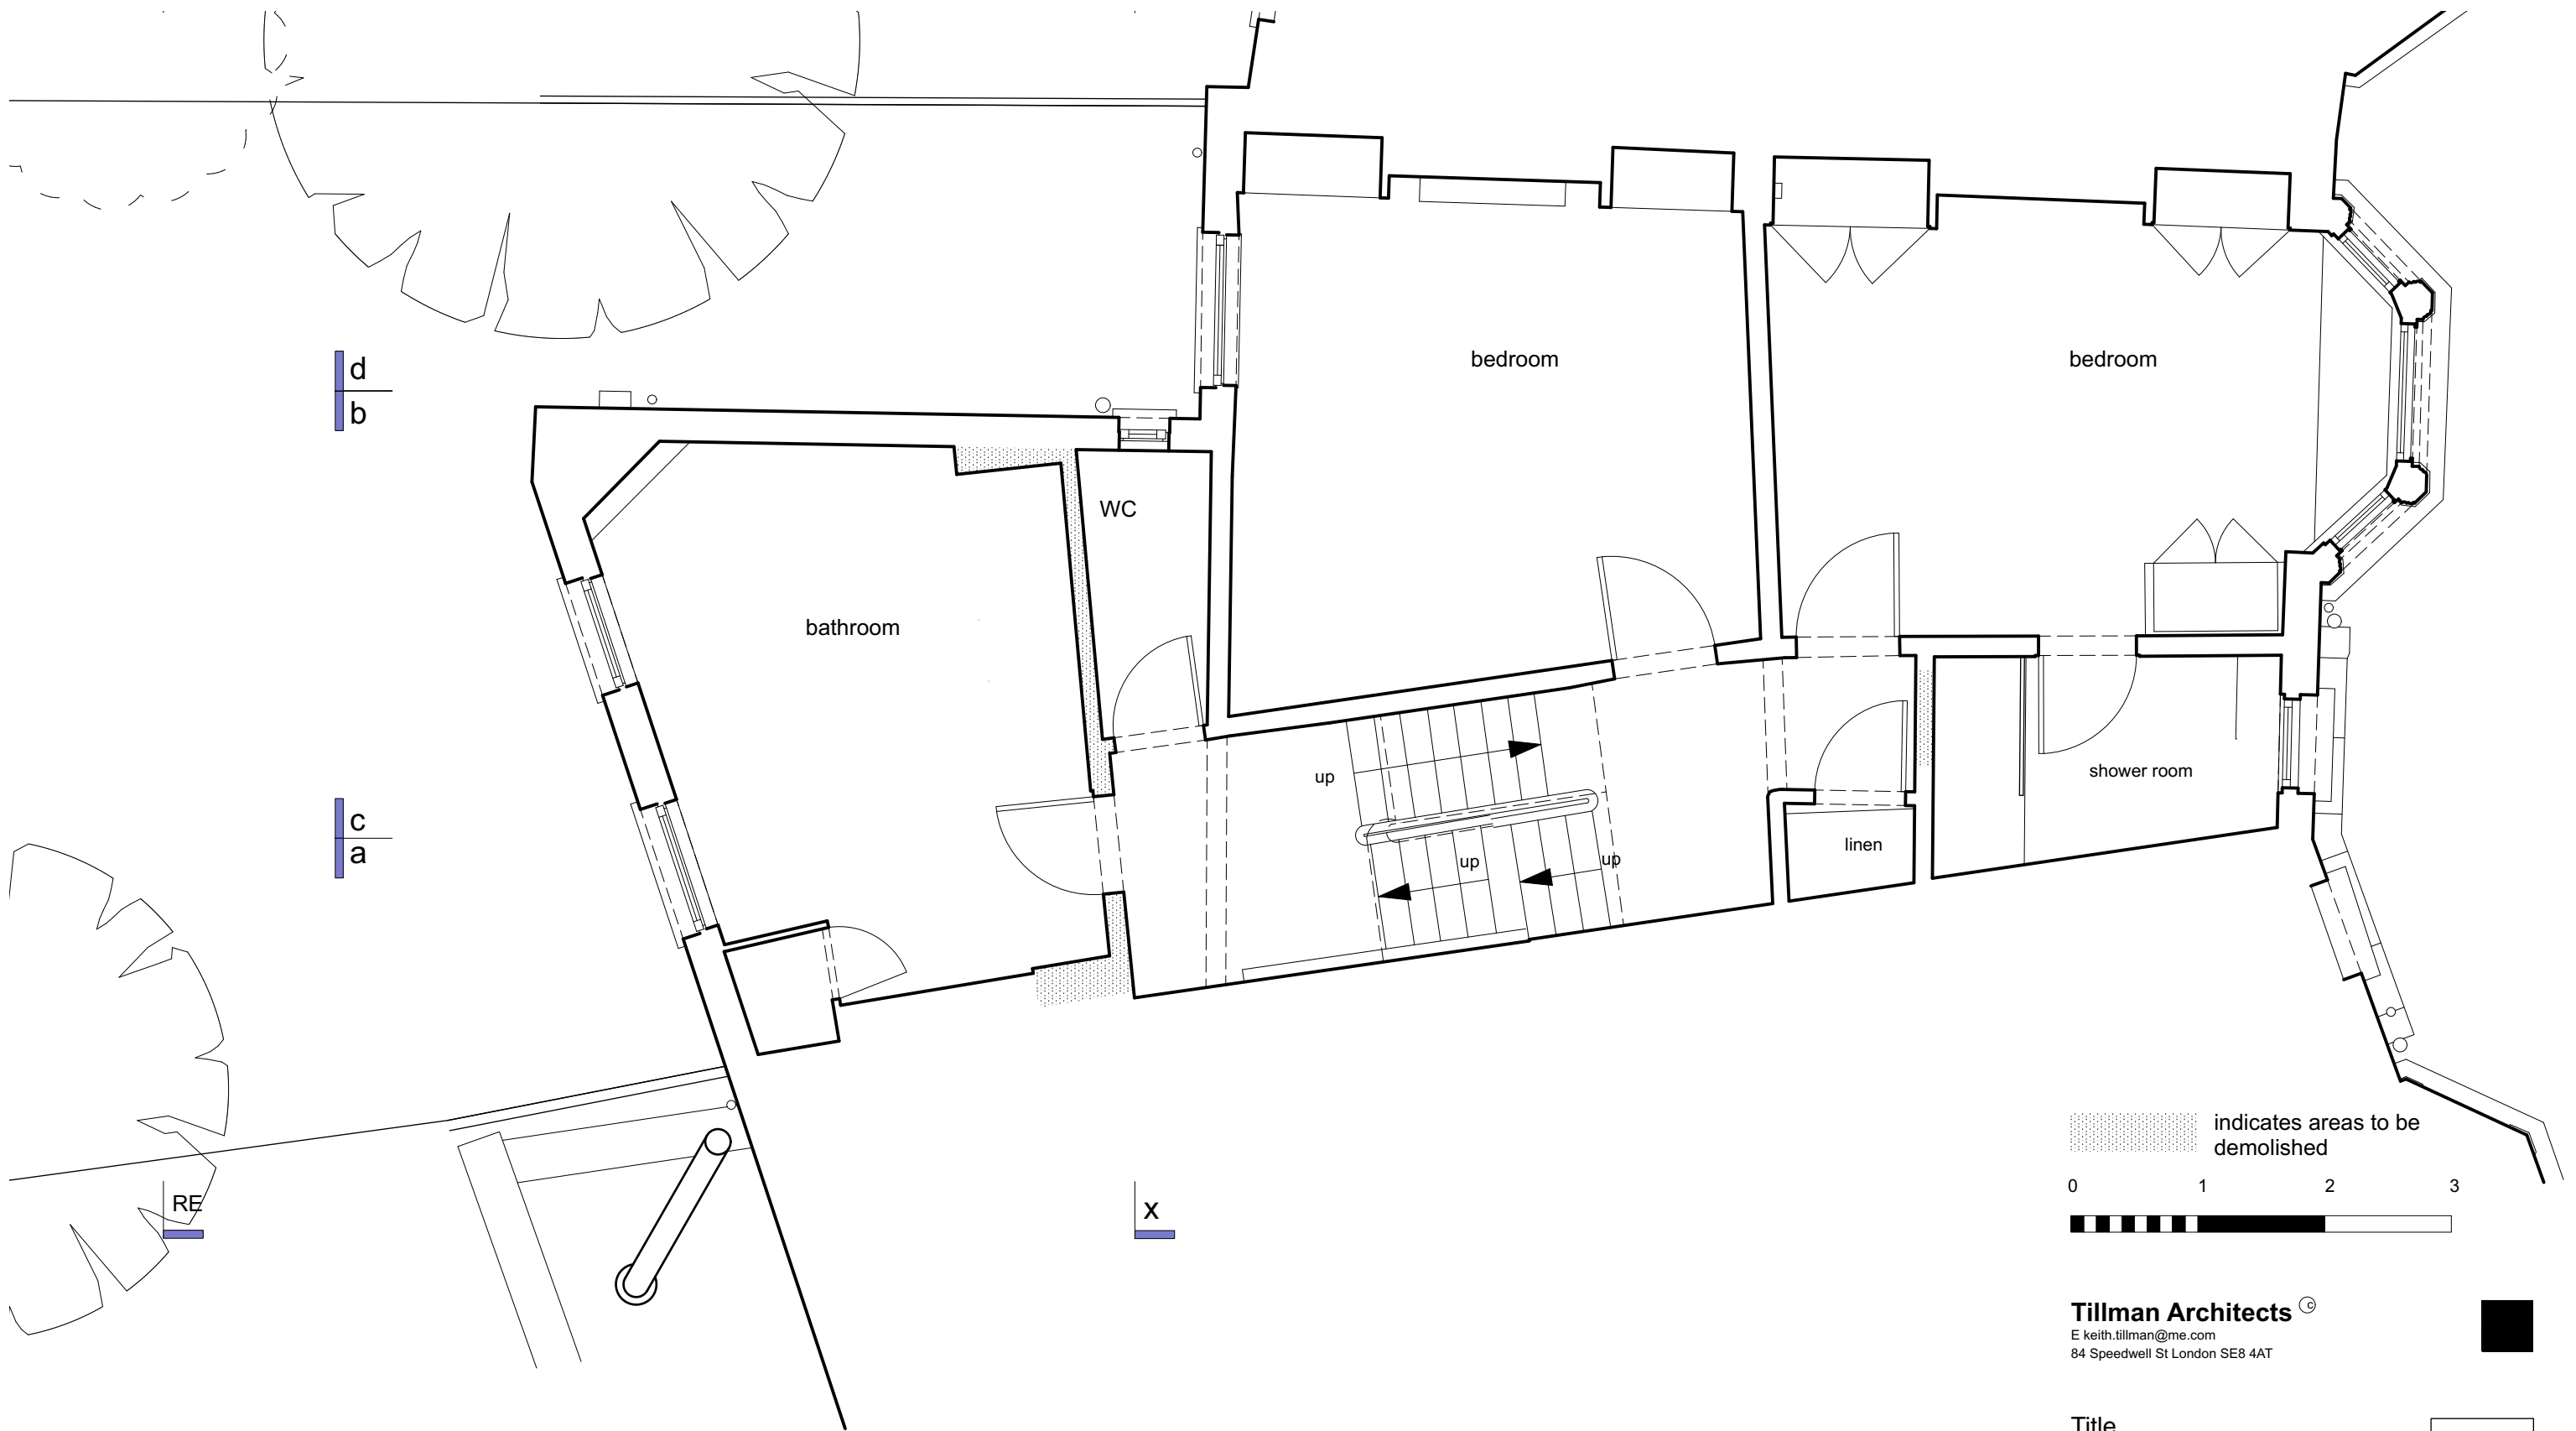 d
b
bedroom
bedroom
WC
bathroom
up
shower room
c
a
linen
up
up
indicates areas to be
demolished
RE
x
0 1 2 3
Tillman Architects ©
E keith.tillman@me.com
84 Speedwell St London SE8 4AT
Title